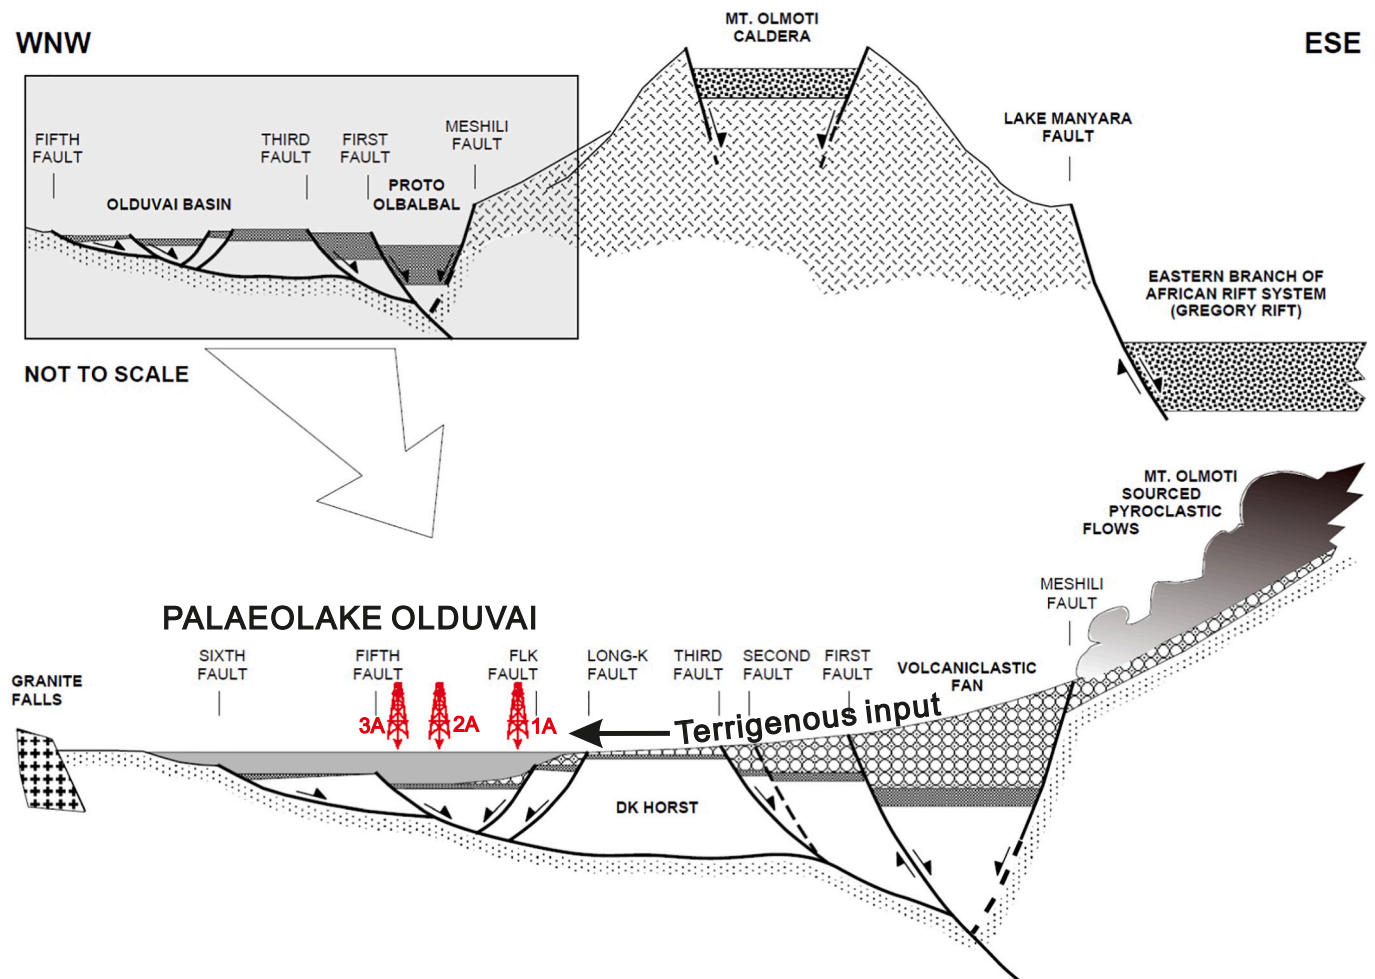 WNW
MT. OLMOTI
CALDERA
ESE
FIFTH
FAULT
THIRD
FAULT
FIRST
FAULT
MESHILI
FAULT
LAKE MANYARA
FAULT
OLDUVAI BASIN
PROTO
OLBALBAL
EASTERN BRANCH OF
AFRICAN RIFT SYSTEM
(GREGORY RIFT)
NOT TO SCALE
MT. OLMOTI
SOURCED
PYROCLASTIC
FLOWS
PALAEOLAKE OLDUVAI
MESHILI
FAULT
GRANITE
FALLS
SIXTH
FAULT
FIFTH
FAULT
FLK
FAULT
LONG-K
FAULT
THIRD
FAULT
SECOND
FAULT
FIRST
FAULT
VOLCANICLASTIC
FAN
3A
2A
1A
Terrigenous input
DK HORST